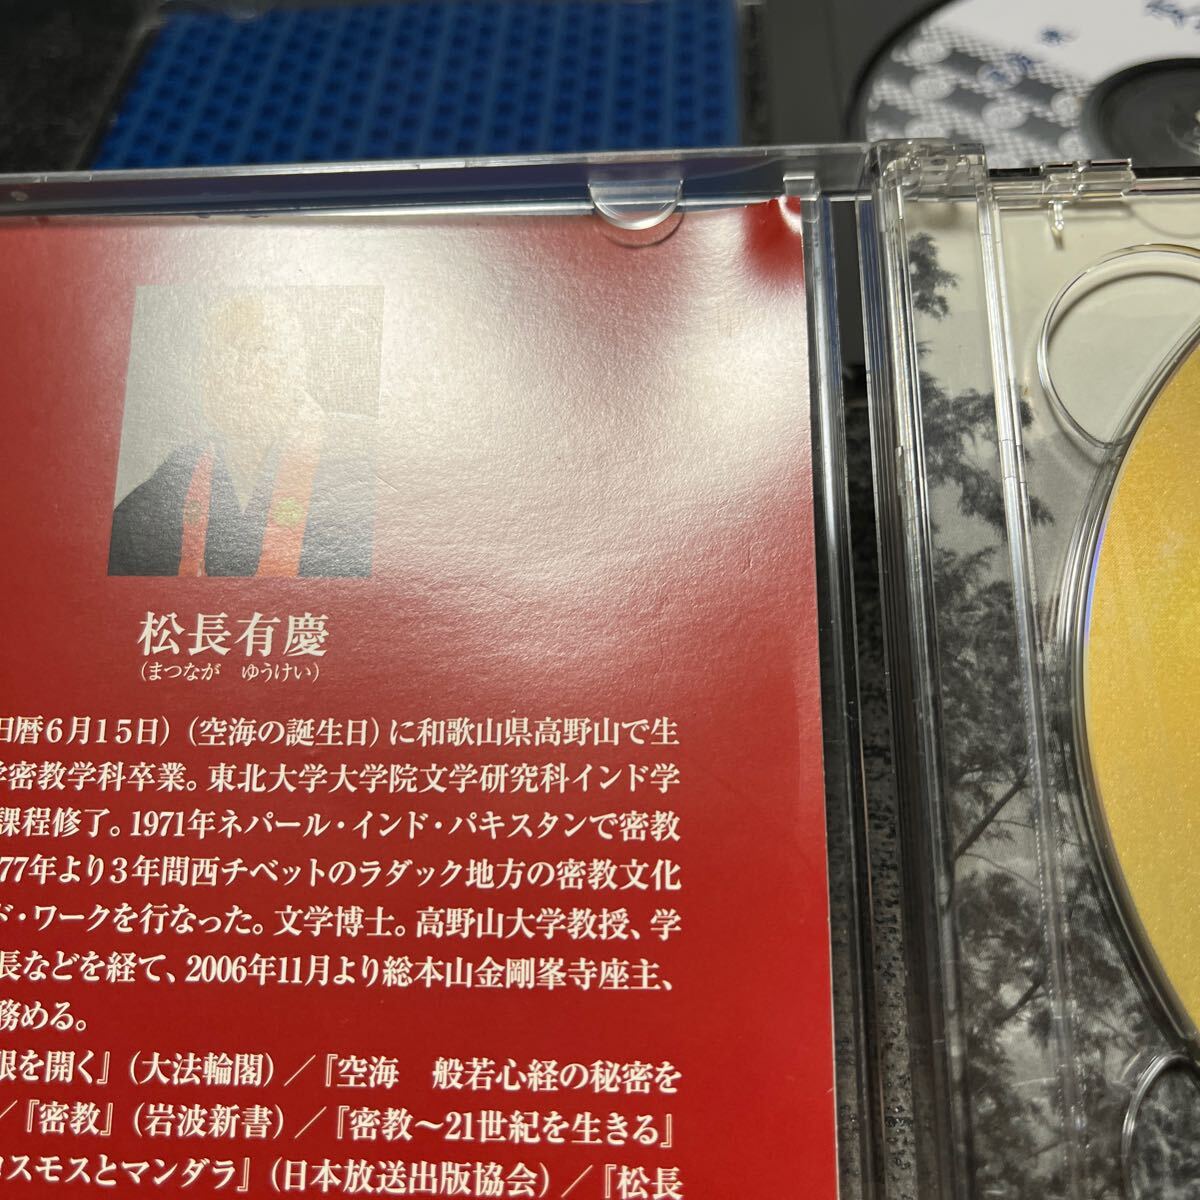 松長有慶
(まつなが　ゆうけい)
旧暦6月15日)(空海の誕生日)に和歌山県高野山で生
学密教学科卒業。東北大学大学院文学研究科インド学
課程修了。1971年ネパール・インド・パキスタンで密教
77年より3年間西チベットのラダック地方の密教文化
ド・ワークを行なった。文学博士。高野山大学教授、学
長などを経て、2006年11月より総本山金剛峯寺座主、
務める。
眼を開く』(大法輪閣)／『空海　般若心経の秘密を
／『密教』(岩波新書)／『密教～21世紀を生きる』
コスモスとマンダラ』(日本放送出版協会)／『松長